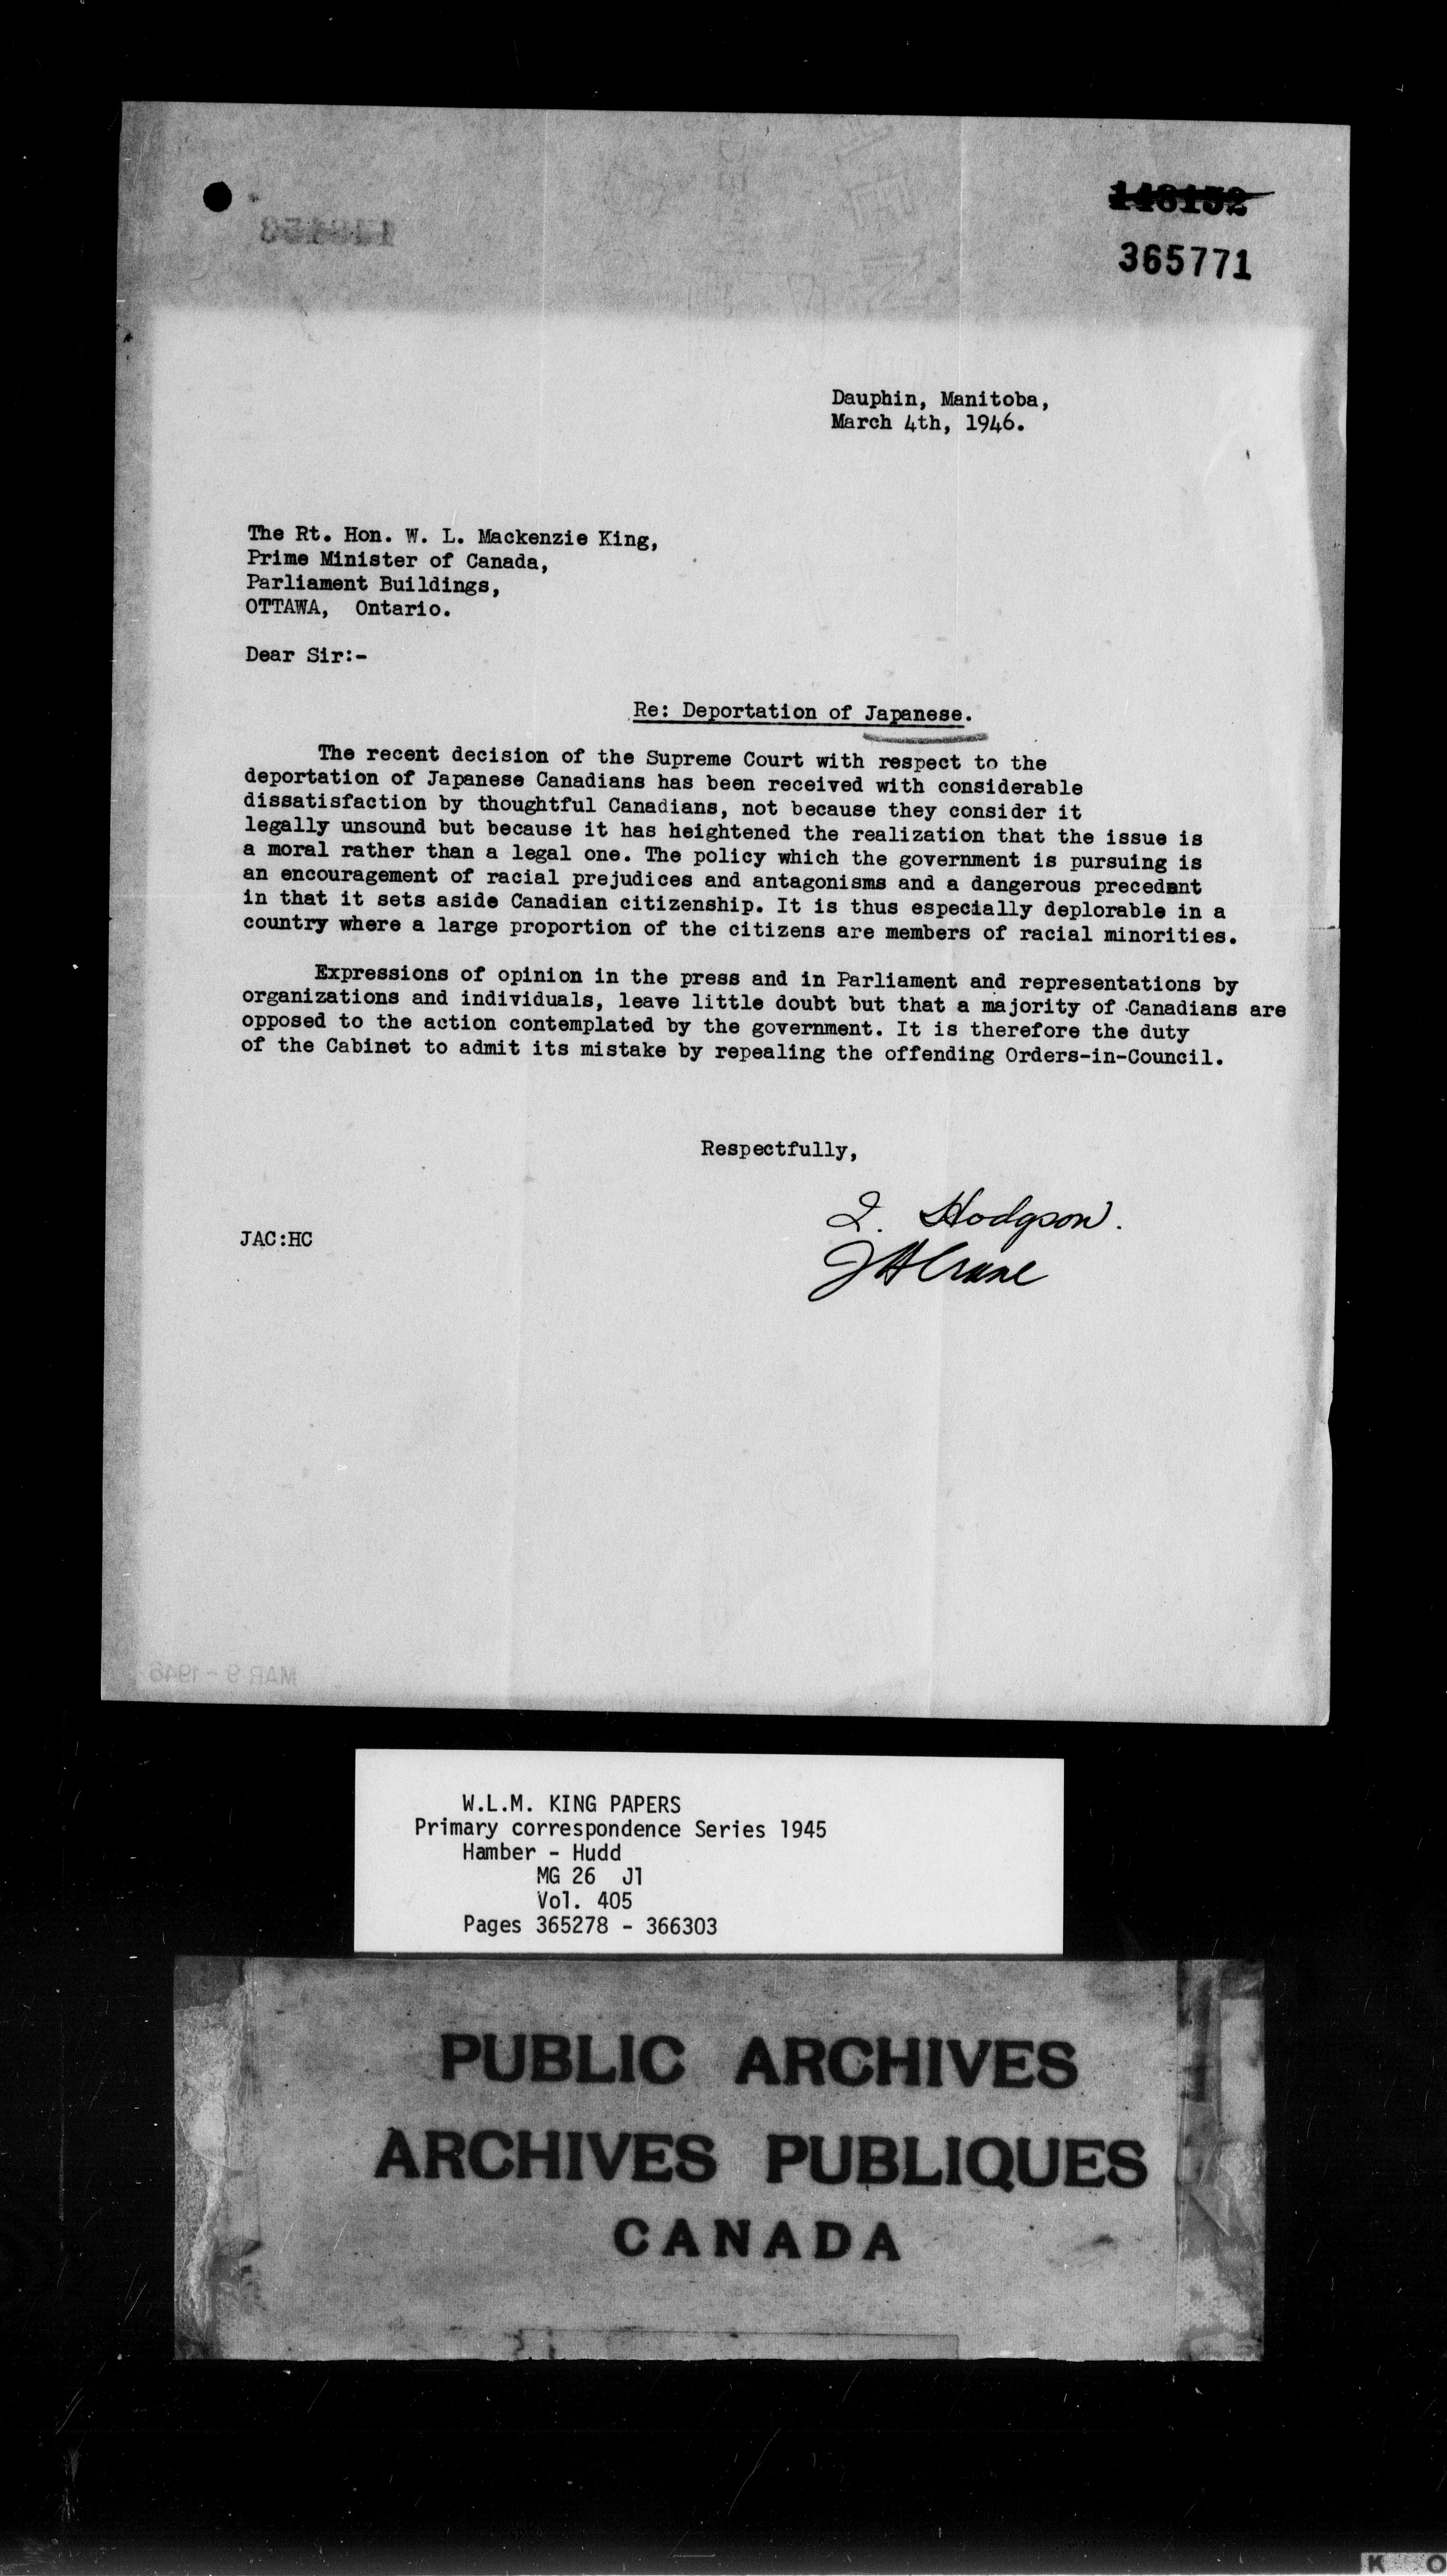 148152
365771
Dauphin, Manitoba,
March 4th, 1946.
The Rt. Hon. W. L. Mackenzie King,
Prime Minister of Canada,
Parliament Buildings,
OTTAWA, Ontario.
Dear Sir:-
Re: Deportation of Japanese.
The recent decision of the Supreme Court with respect to the
deportation of Japanese Canadians has been received with considerable
dissatisfaction by thoughtful Canadians, not because they consider it
legally unsound but because it has heightened the realization that the issue is
a moral rather than a legal one. The policy which the government is pursuing is
an encouragement of racial prejudices and antagonisms and a dangerous precedent
in that it sets aside Canadian citizenship. It is thus especially deplorable in a
country where a large proportion of the citizens are members of racial minorities.
Expressions of opinion in the press and in Parliament and representations by
organizations and individuals, leave little doubt but that a majority of Canadians are
opposed to the action contemplated by the government. It is therefore the duty
of the Cabinet to admit its mistake by repealing the offending Orders-in-Council.
Respectfully,
Hodgson.
JAC:HC
MAR 9 - 1946
W.L.M. KING PAPERS
Primary correspondence Series 1945
Hamber - Hudd
MG 26 J1
Vol. 405
Pages 365278 - 366303
PUBLIC ARCHIVES
ARCHIVES PUBLIQUES
CANADA